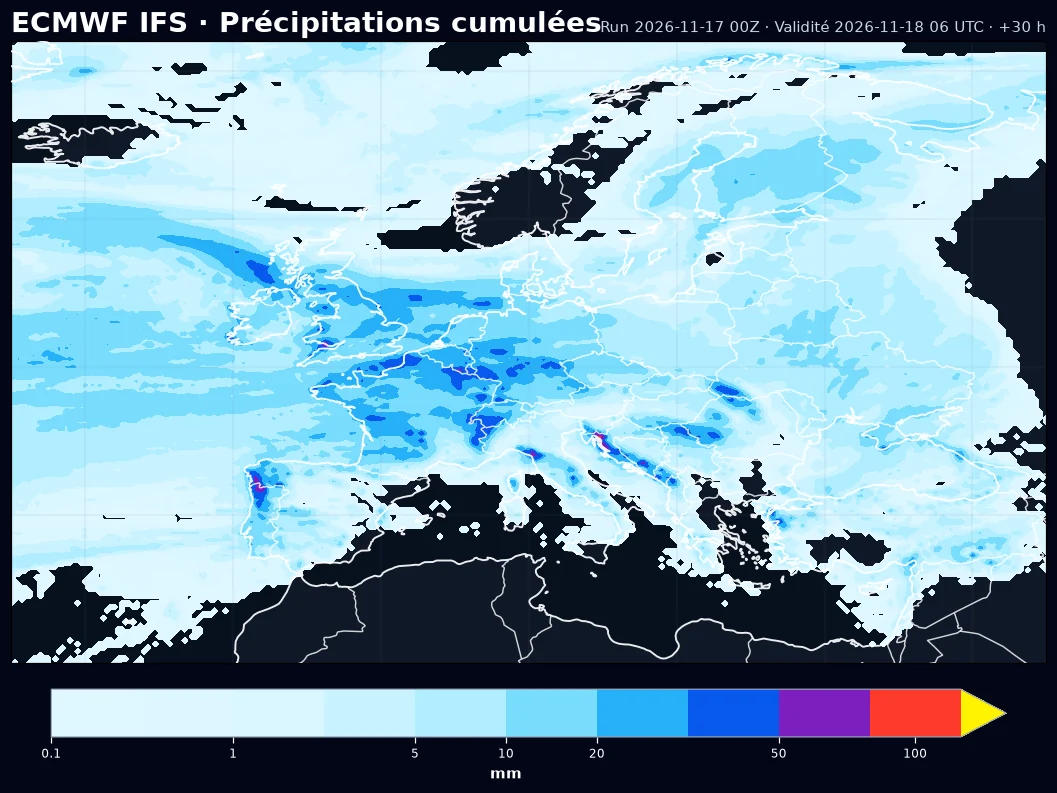 ECMWF IFS · Précipitations cumulées Run 2026-11-17 00Z · Validité 2026-11-18 06 UTC · +30 h
0.1 1 5 10 20 50 100
mm